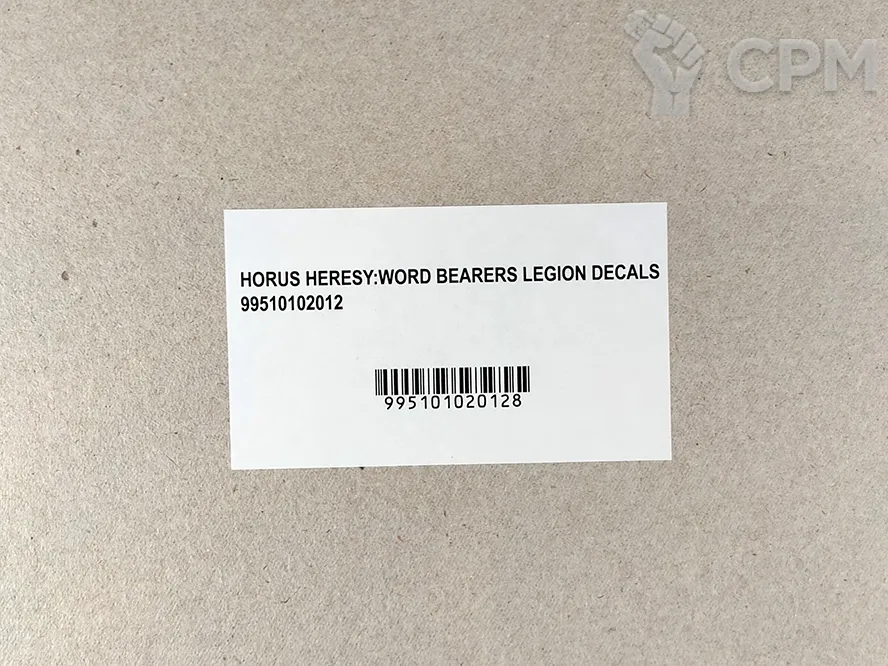 CPM
HORUS HERESY:WORD BEARERS LEGION DECALS
99510102012
995101020128